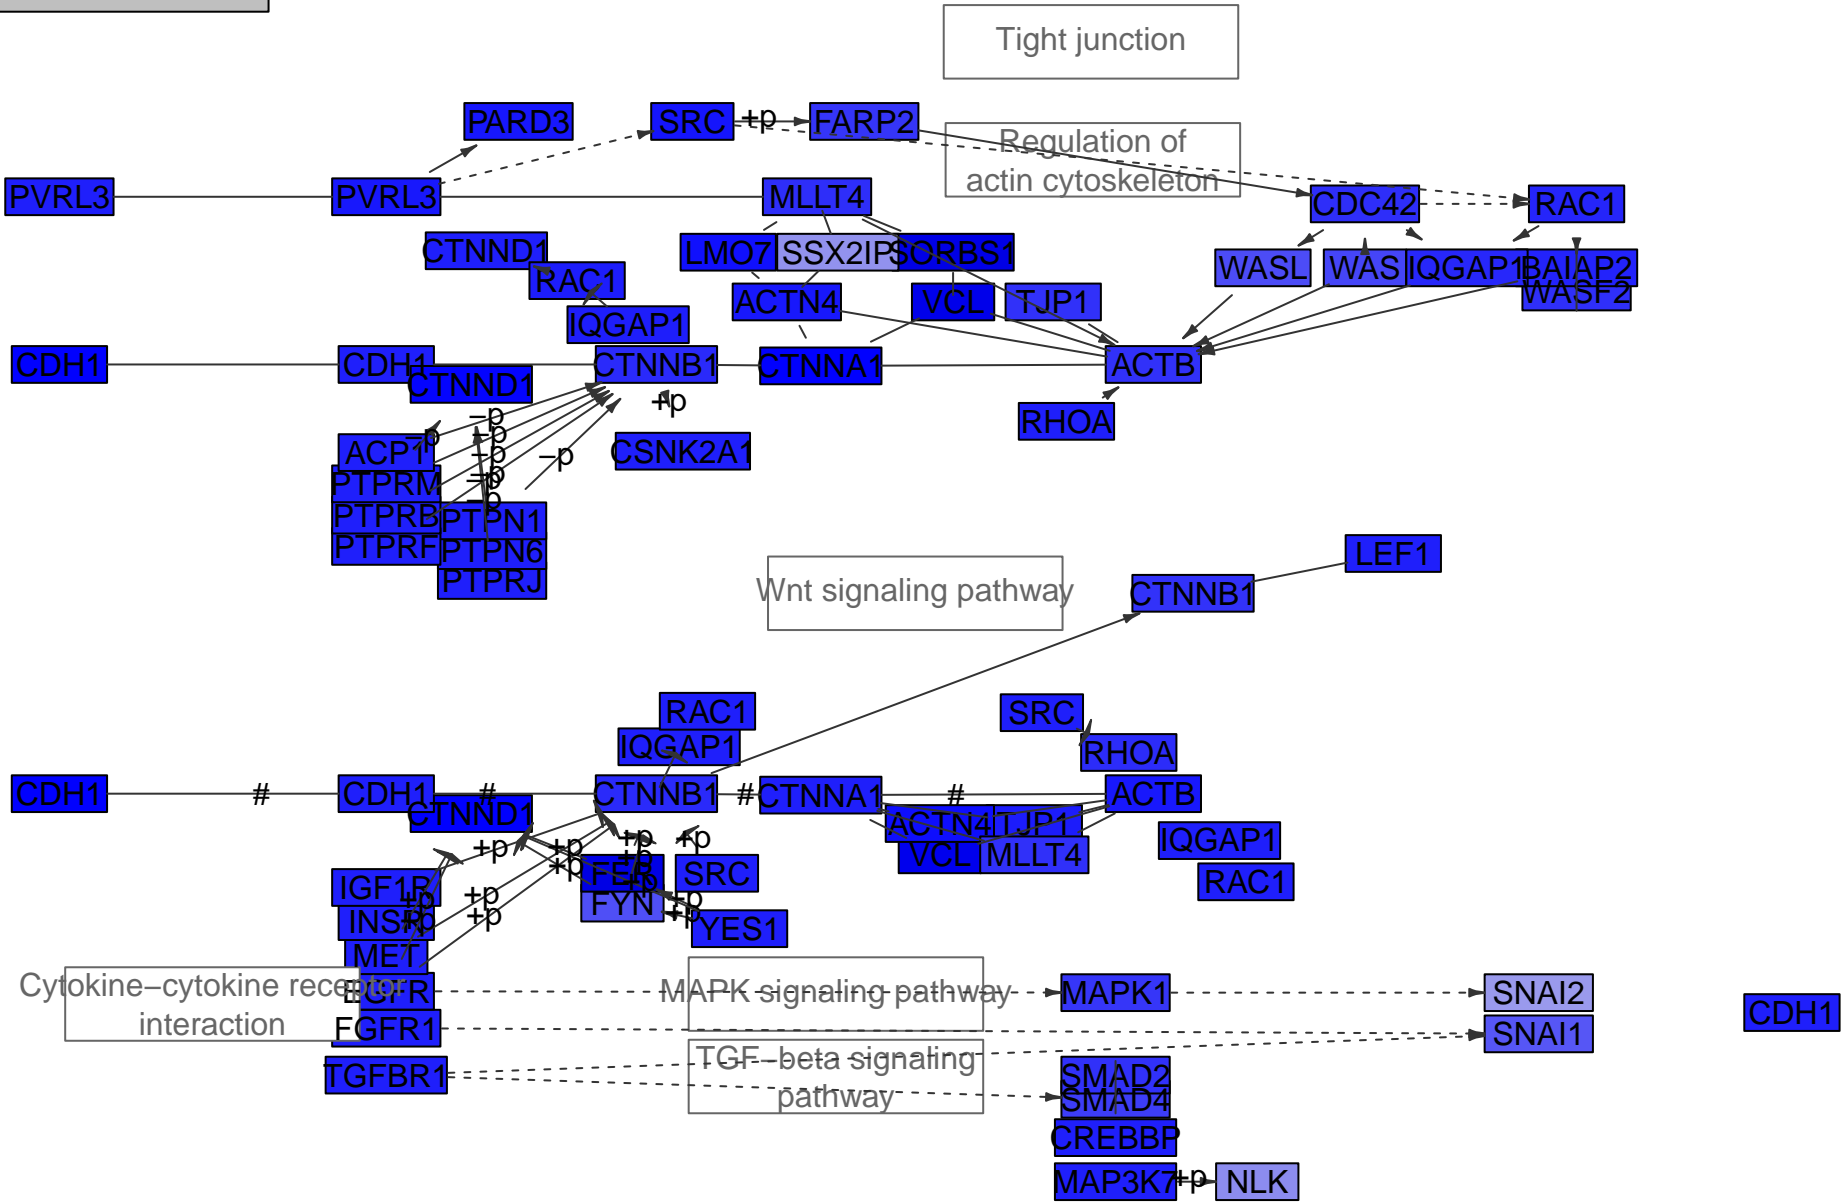 Tight junction
PARD3
SRC
+p
FARP2
Regulation of
actin cytoskeleton
PVRL3
PVRL3
MLLT4
CDC42
RAC1
CTNND1
LMO7
SSX2IP
SORBS1
RAC1
WASL
WAS
IQGAP1
BAIAP2
WASF2
ACTN4
VCL
TJP1
IQGAP1
CDH1
CDH1
CTNNB1
CTNNA1
ACTB
CTNND1
+p
RHOA
−p
−p
−p
−p
−p
−p
−p
−p
ACP1
CSNK2A1
PTPRM
PTPRB
PTPN1
PTPRF
PTPN6
PTPRJ
LEF1
Wnt signaling pathway
CTNNB1
RAC1
SRC
IQGAP1
RHOA
CDH1
#
CDH1
#
CTNNB1
#
CTNNA1
#
ACTB
CTNND1
ACTN4
TJP1
IQGAP1
+p
+p
+p
+p
VCL
MLLT4
+p
+p
FER
+p
SRC
RAC1
IGF1R
+p
+p
FYN
+p
INSR
+p
+p
+p
YES1
MET
Cytokine−cytokine receptor
interaction
EGFR
MAPK signaling pathway
MAPK1
SNAI2
CDH1
FGFR1
SNAI1
TGFBR1
TGF−beta signaling
pathway
SMAD2
SMAD4
CREBBP
MAP3K7
+p
NLK